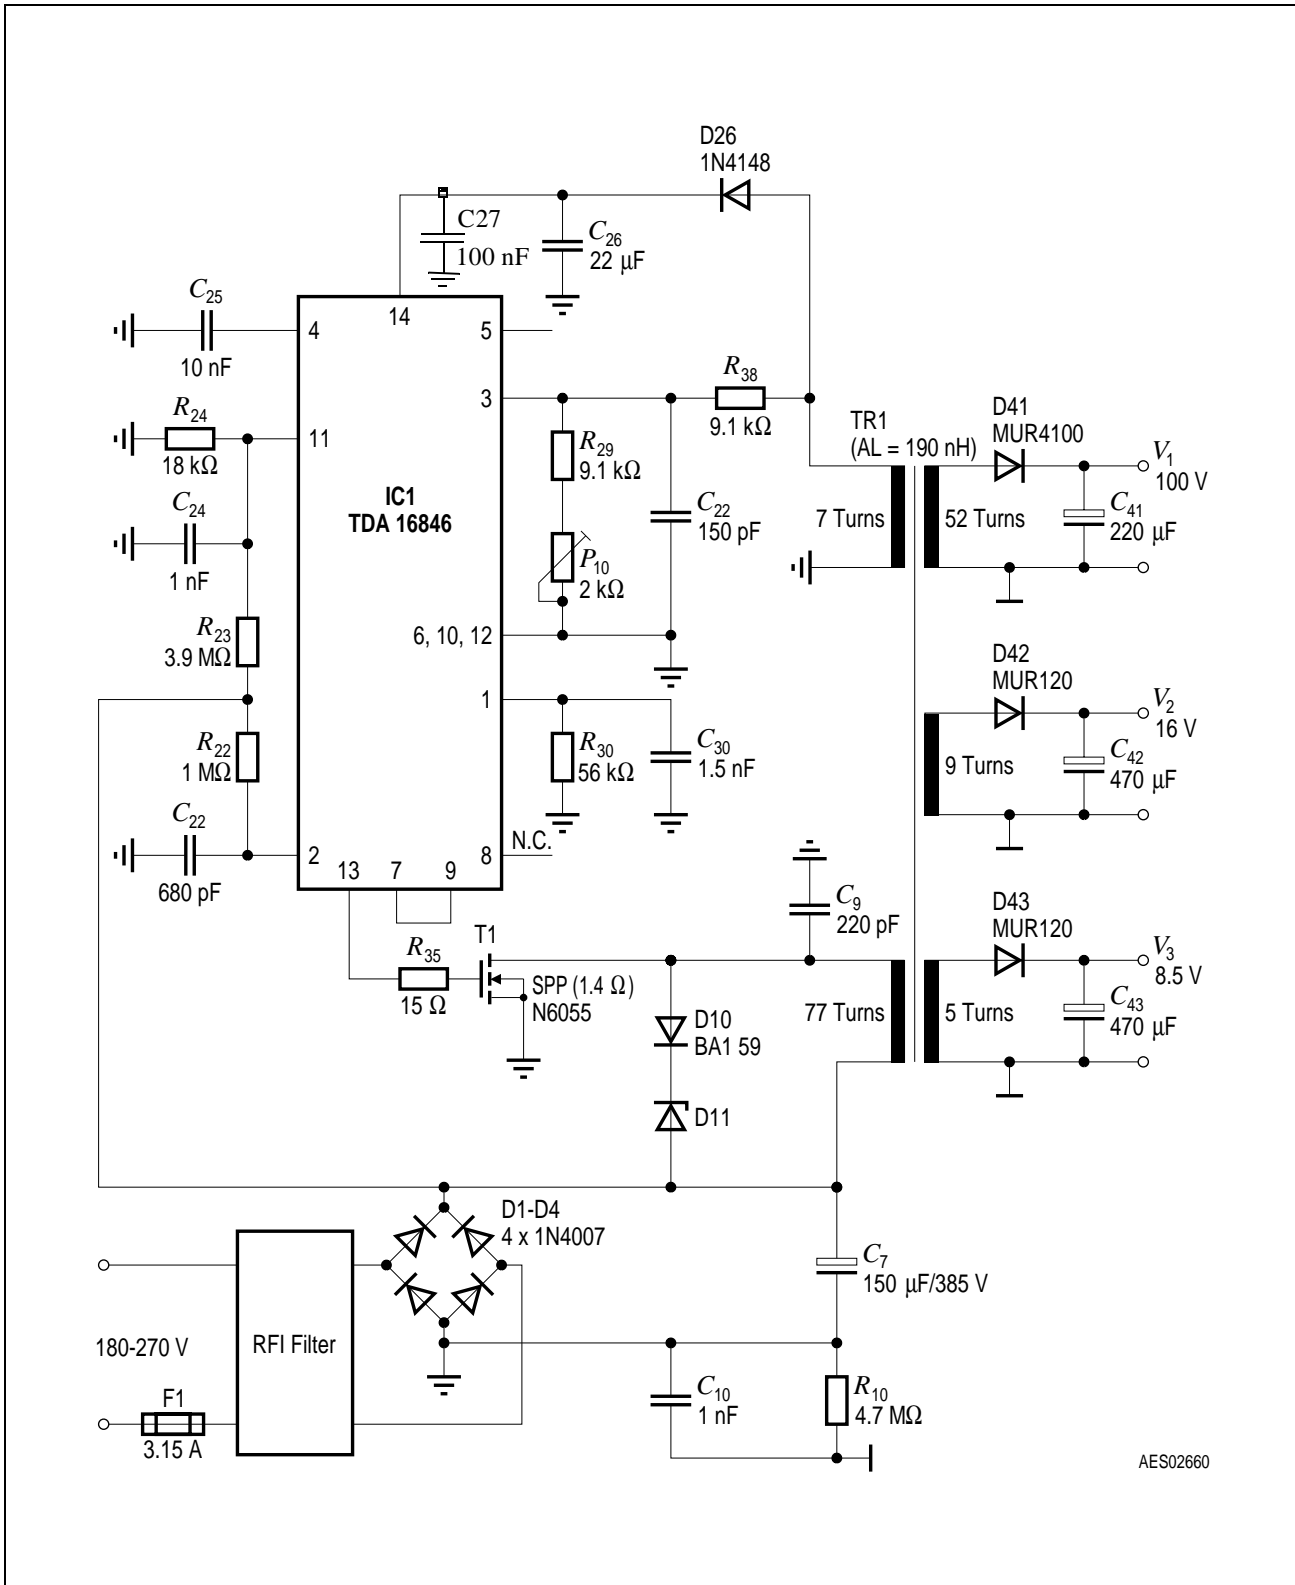 D26
1N4148
C27
100 nF
C26
22 µF
C25
10 nF
4
14
5
3
R38
9.1 kΩ
R24
18 kΩ
11
R29
9.1 kΩ
TR1
(AL = 190 nH)
D41
MUR4100
V1
100 V
IC1
TDA 16846
C24
1 nF
C22
150 pF
7 Turns
52 Turns
C41
220 µF
P10
2 kΩ
R23
3.9 MΩ
6, 10, 12
D42
MUR120
V2
16 V
1
R22
1 MΩ
R30
56 kΩ
C30
1.5 nF
9 Turns
C42
470 µF
C22
680 pF
2
13
7
9
8
N.C.
C9
220 pF
D43
MUR120
V3
8.5 V
R35
15 Ω
T1
SPP (1.4 Ω)
N6055
D10
BA1 59
77 Turns
5 Turns
C43
470 µF
D11
D1-D4
4 x 1N4007
C7
150 µF/385 V
180-270 V
RFI Filter
F1
3.15 A
C10
1 nF
R10
4.7 MΩ
AES02660